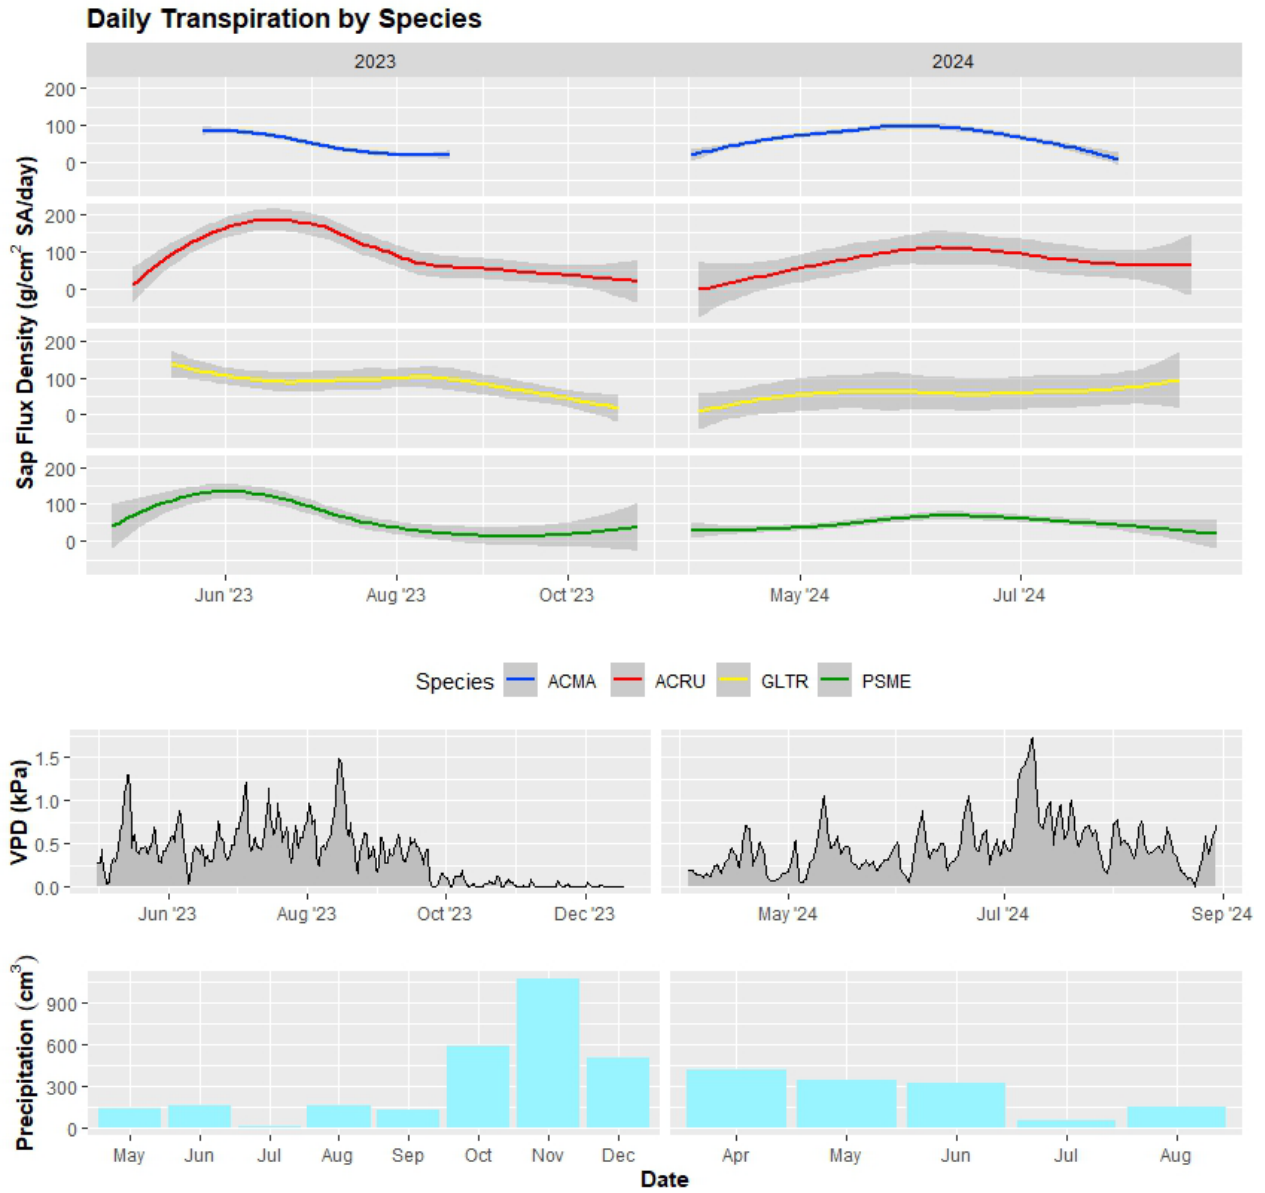 Daily Transpiration by Species
2023 2024
Sap Flux Density (g/cm² SA/day)
200
100
0
200
100
0
200
100
0
200
100
0
Jun '23 Aug '23 Oct '23 May '24 Jul '24
Species ACMA ACRU GLTR PSME
VPD (kPa)
1.5
1.0
0.5
0.0
Jun '23 Aug '23 Oct '23 Dec '23 May '24 Jul '24 Sep '24
Precipitation (cm³)
900
600
300
0
May Jun Jul Aug Sep Oct Nov Dec Apr May Jun Jul Aug
Date